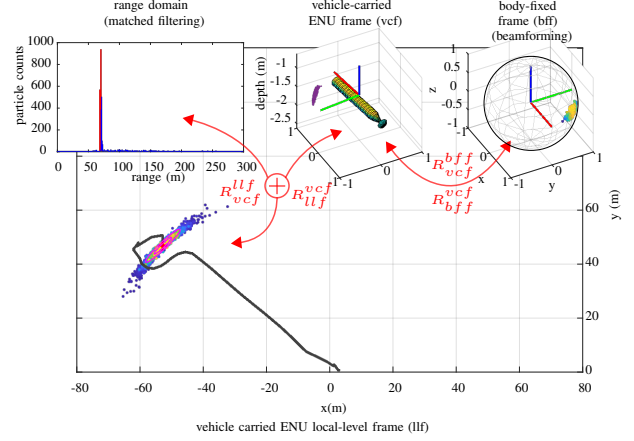 range domain
(matched filtering)
vehicle-carried
ENU frame (vcf)
body-fixed
frame (bff)
(beamforming)
particle counts
1000
800
600
400
200
0
0
50
100
150
200
250
300
range (m)
depth (m)
-1
-1.5
-2
-2.5
1
0
-1
-1
0
1
z
1
0.5
0
-0.5
-1
1
0
-1
x
-1
0
1
y
R^{llf}_{vcf}
R^{vcf}_{llf}
R^{bff}_{vcf}
R^{vcf}_{bff}
y (m)
60
40
20
0
-80
-60
-40
-20
0
20
40
60
80
x(m)
vehicle carried ENU local-level frame (llf)